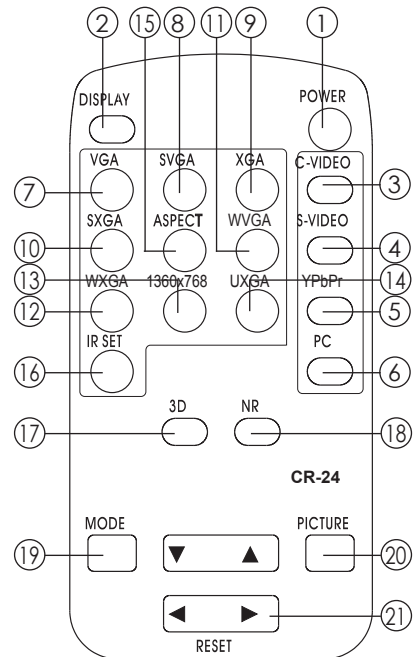 2 15 8 11 9 1
DISPLAY POWER
VGA SVGA XGA C-VIDEO
7 3
SXGA ASPECT WVGA S-VIDEO
10 4
13 WXGA 1360x768 UXGA YPbPr 14
12 5
IR SET PC
16 6
3D NR
17 18
CR-24
MODE PICTURE
19 ▼ ▲ 20
◀ ▶ 21
RESET